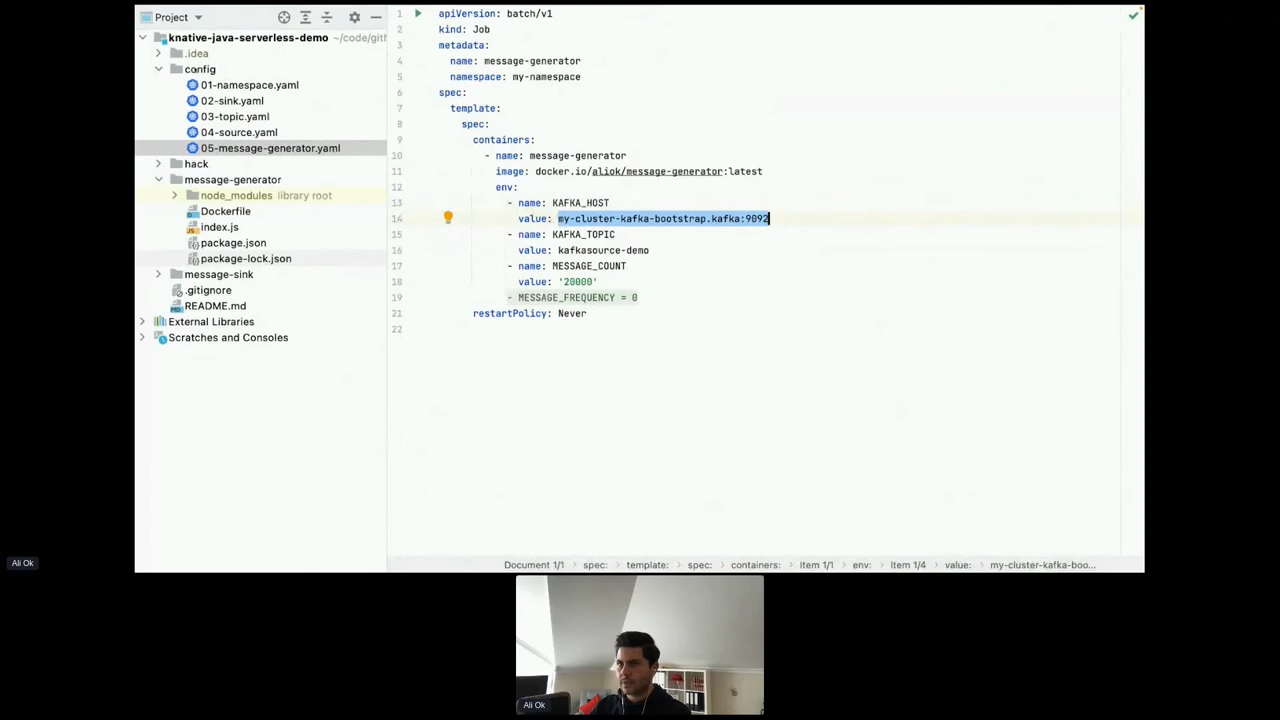 Project
knative-java-serverless-demo ~/code/gith
.idea
config
01-namespace.yaml
02-sink.yaml
03-topic.yaml
04-source.yaml
05-message-generator.yaml
hack
message-generator
node_modules library root
Dockerfile
index.js
package.json
package-lock.json
message-sink
.gitignore
README.md
External Libraries
Scratches and Consoles
1 apiVersion: batch/v1
2 kind: Job
3 metadata:
4 name: message-generator
5 namespace: my-namespace
6 spec:
7 template:
8 spec:
9 containers:
10 - name: message-generator
11 image: docker.io/aliok/message-generator:latest
12 env:
13 - name: KAFKA_HOST
14 value: my-cluster-kafka-bootstrap.kafka:9092
15 - name: KAFKA_TOPIC
16 value: kafkasource-demo
17 - name: MESSAGE_COUNT
18 value: '20000'
19 - MESSAGE_FREQUENCY = 0
21 restartPolicy: Never
22
Document 1/1 › spec: › template: › spec: › containers: › Item 1/1 › env: › Item 1/4 › value: › my-cluster-kafka-boo...
Ali Ok
Ali Ok